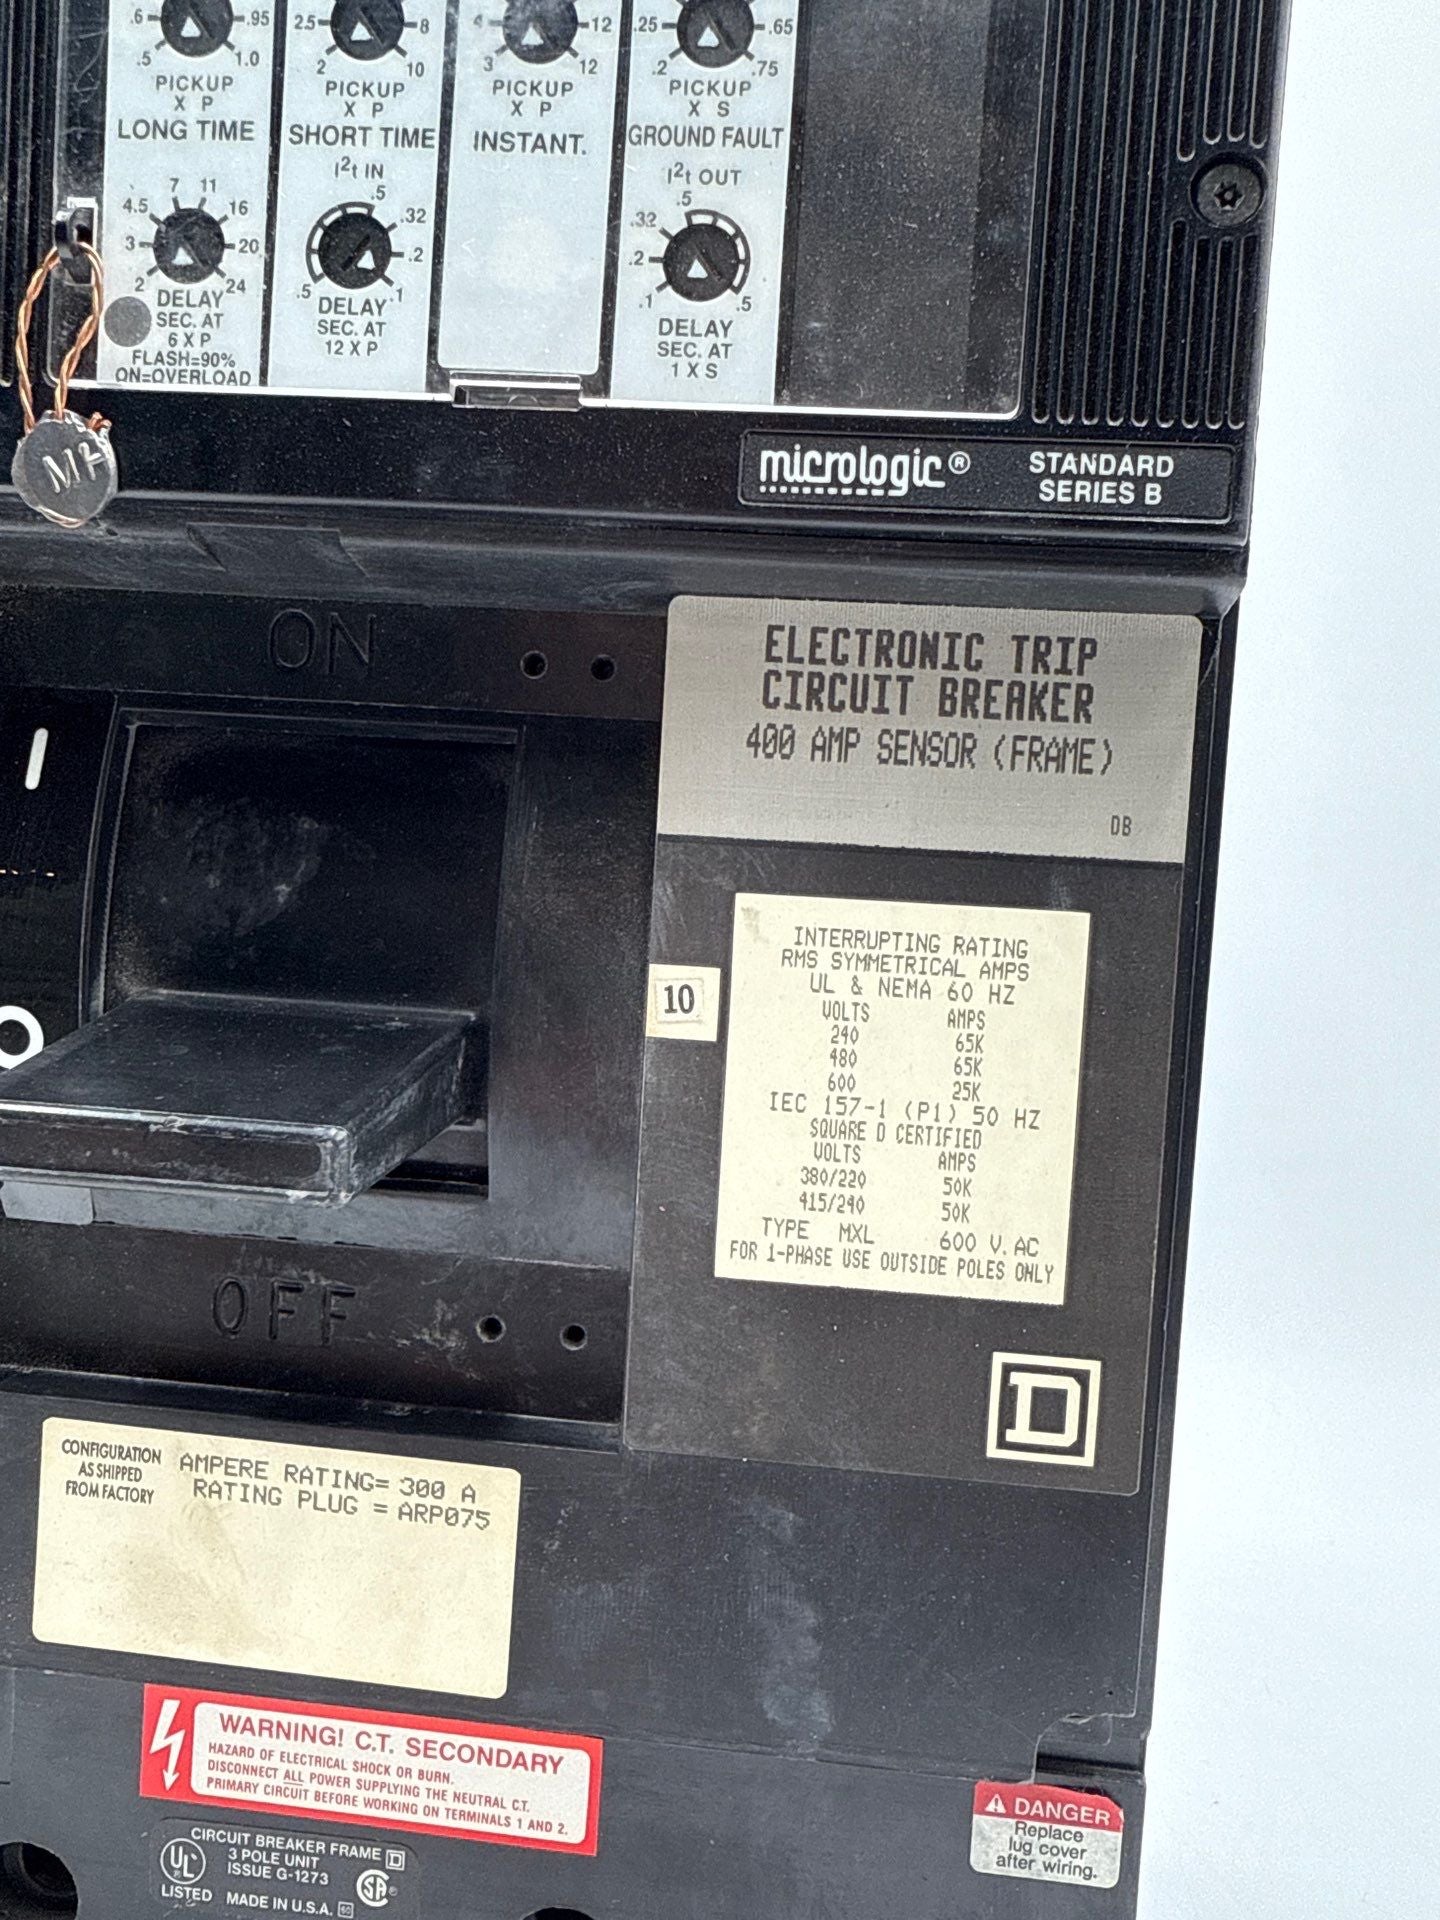 .6 .95
.5 1.0
PICKUP
X P
LONG TIME
7 11
4.5 16
3 20
2 24
DELAY
SEC. AT
6 X P
FLASH=90%
ON=OVERLOAD
2.5 8
2 10
PICKUP
X P
SHORT TIME
I²t IN
.5
.32
.2
.5 .1
DELAY
SEC. AT
12 X P
4 12
3 12
PICKUP
X P
INSTANT.
.25 .65
.2 .75
PICKUP
X S
GROUND FAULT
I²t OUT
.5
.32
.2
.1 .5
DELAY
SEC. AT
1 X S
micrologic® STANDARD
SERIES B
ON
ELECTRONIC TRIP
CIRCUIT BREAKER
400 AMP SENSOR (FRAME)
DB
I
O
10
INTERRUPTING RATING
RMS SYMMETRICAL AMPS
UL & NEMA 60 HZ
VOLTS AMPS
240 65K
480 65K
600 25K
IEC 157-1 (P1) 50 HZ
SQUARE D CERTIFIED
VOLTS AMPS
380/220 50K
415/240 50K
TYPE MXL 600 V.AC
FOR 1-PHASE USE OUTSIDE POLES ONLY
OFF
D
CONFIGURATION
AS SHIPPED
FROM FACTORY
AMPERE RATING= 300 A
RATING PLUG = ARP075
WARNING! C.T. SECONDARY
HAZARD OF ELECTRICAL SHOCK OR BURN.
DISCONNECT ALL POWER SUPPLYING THE NEUTRAL C.T.
PRIMARY CIRCUIT BEFORE WORKING ON TERMINALS 1 AND 2.
DANGER
Replace
lug cover
after wiring.
CIRCUIT BREAKER FRAME D
3 POLE UNIT
ISSUE G-1273
UL
LISTED
MADE IN U.S.A.